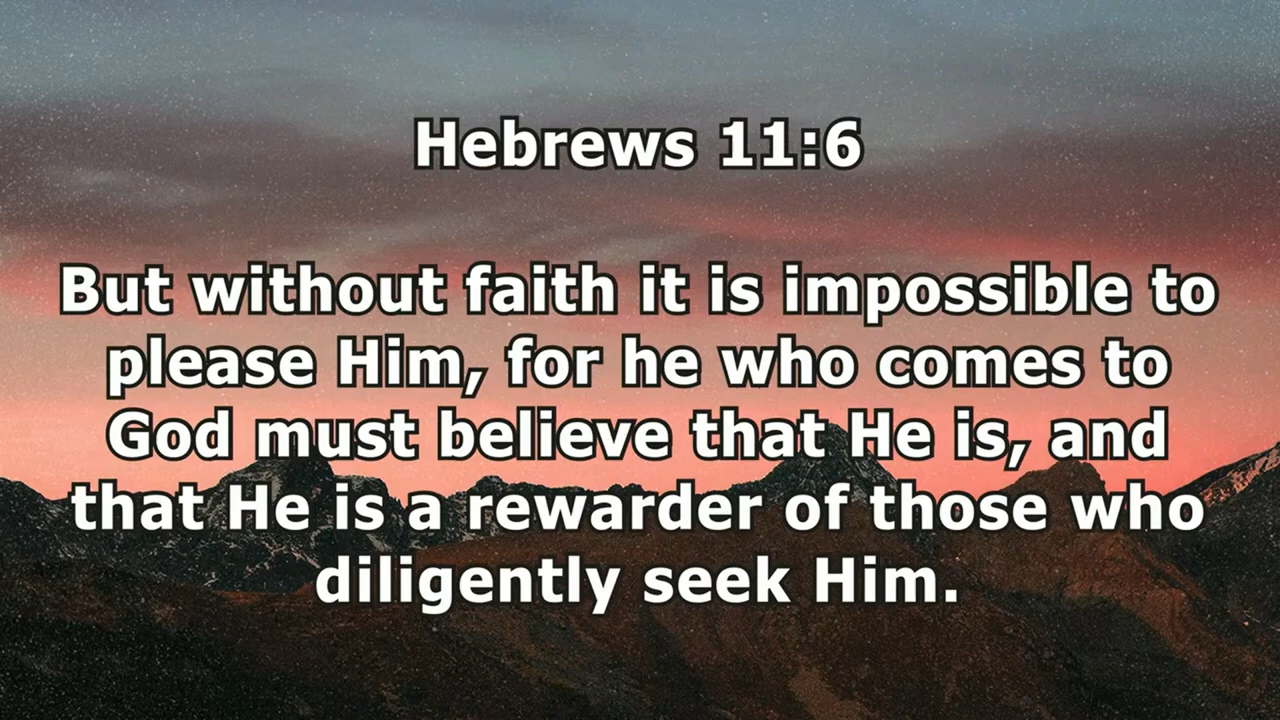 Hebrews 11:6
But without faith it is impossible to
please Him, for he who comes to
God must believe that He is, and
that He is a rewarder of those who
diligently seek Him.